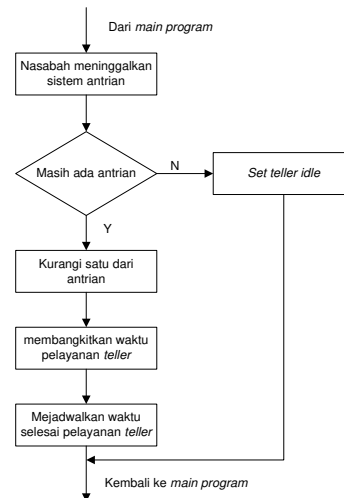 Dari main program
Nasabah meninggalkan
sistem antrian
Masih ada antrian
N
Set teller idle
Y
Kurangi satu dari
antrian
membangkitkan waktu
pelayanan teller
Mejadwalkan waktu
selesai pelayanan teller
Kembali ke main program